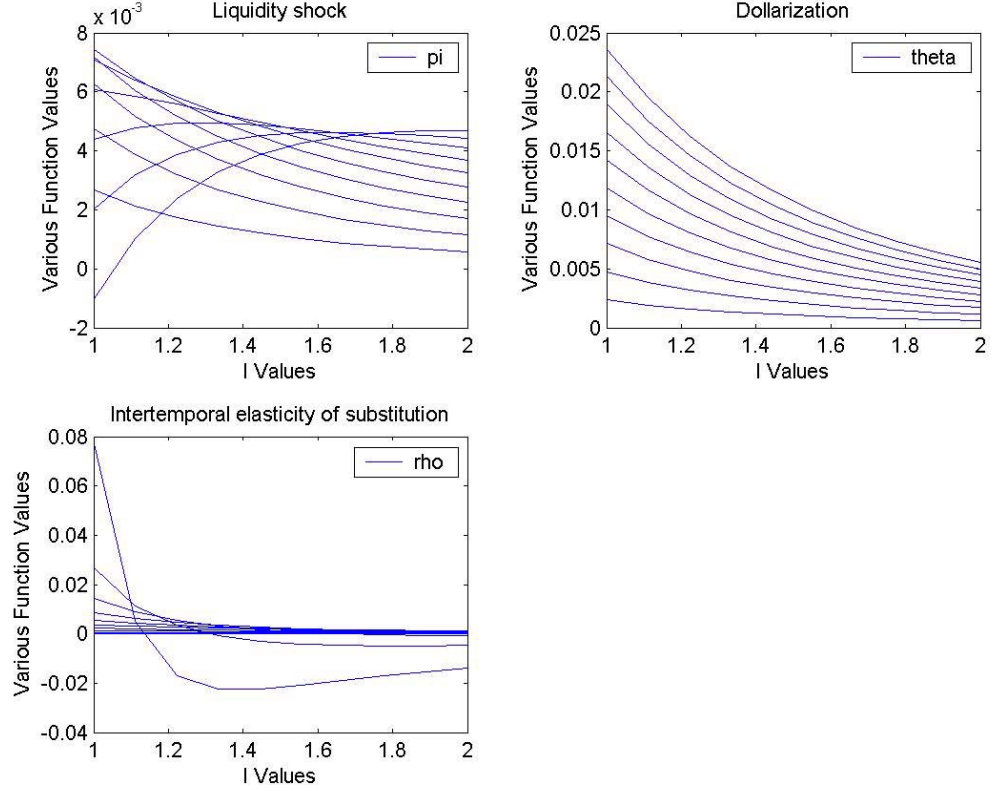 Liquidity shock
x 10-3
pi
8
6
4
2
0
-2
1 1.2 1.4 1.6 1.8 2
I Values
Various Function Values
Dollarization
theta
0.025
0.02
0.015
0.01
0.005
0
1 1.2 1.4 1.6 1.8 2
I Values
Various Function Values
Intertemporal elasticity of substitution
rho
0.08
0.06
0.04
0.02
0
-0.02
-0.04
1 1.2 1.4 1.6 1.8 2
I Values
Various Function Values